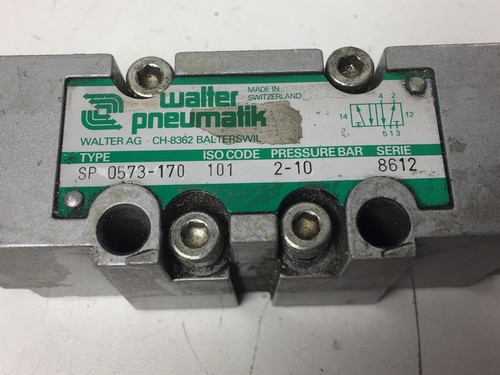 walter
pneumatik
MADE IN
SWITZERLAND
WALTER AG · CH-8362 BALTERSWIL
4 2
14 12
5 1 3
TYPE ISO CODE PRESSURE BAR SERIE
SP 0573-170 101 2-10 8612